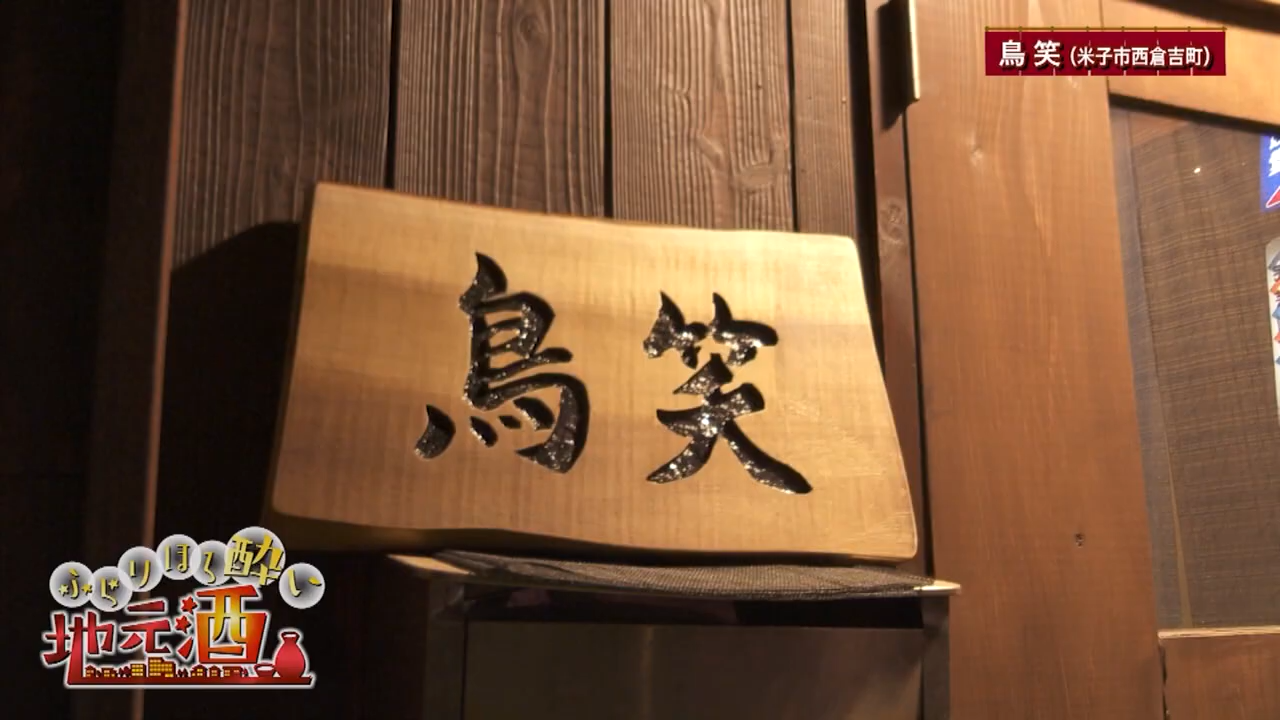 鳥笑（米子市西倉吉町）
鳥笑
ふらりほろ酔い
地元酒